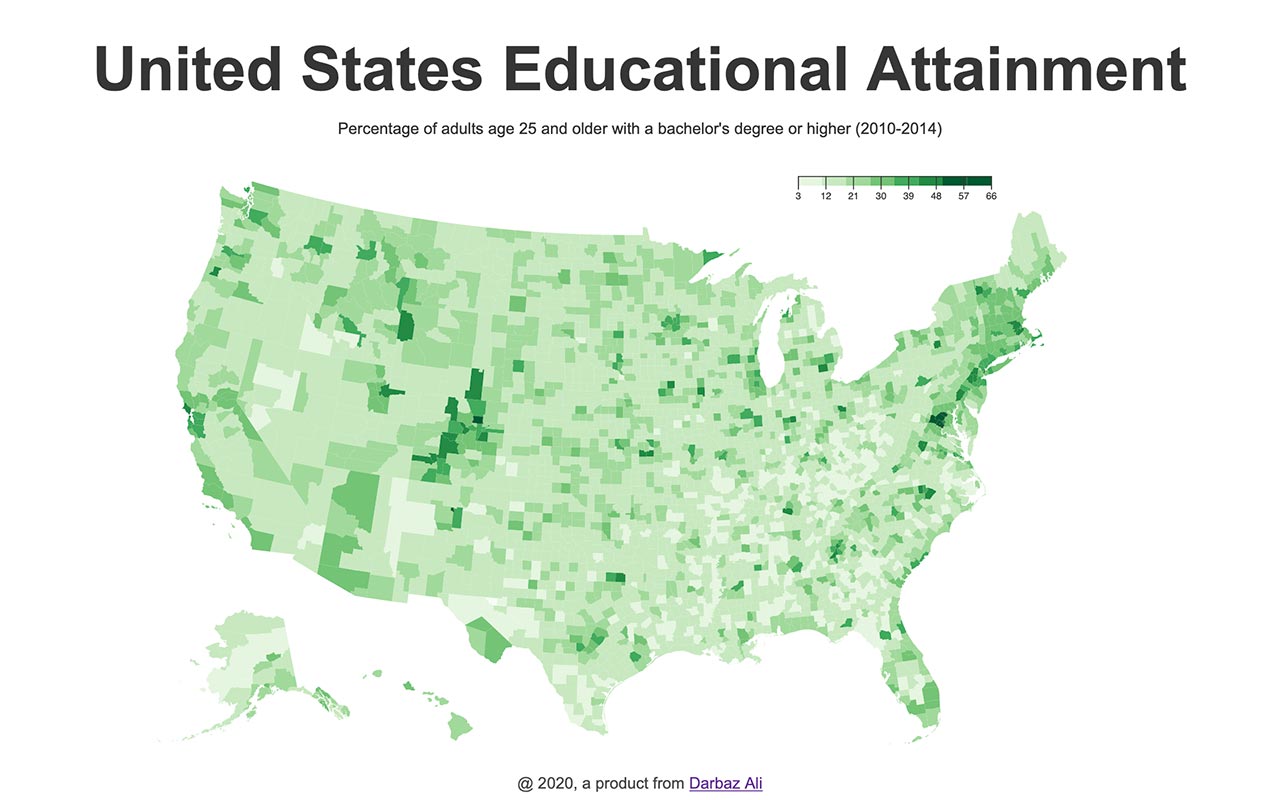 United States Educational Attainment
Percentage of adults age 25 and older with a bachelor's degree or higher (2010-2014)
3 12 21 30 39 48 57 66
@ 2020, a product from Darbaz Ali